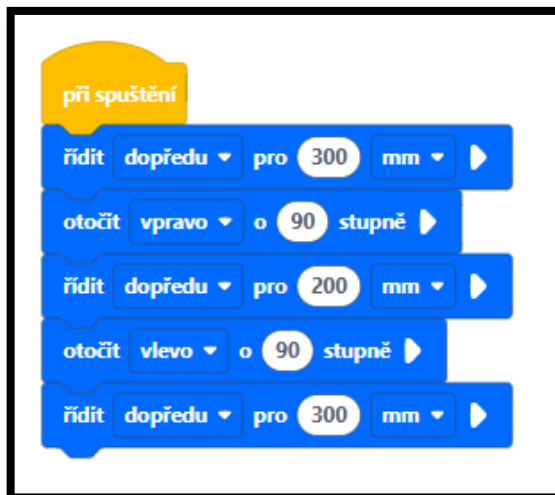 při spuštění
řídit dopředu pro 300 mm
otočit vpravo o 90 stupně
řídit dopředu pro 200 mm
otočit vlevo o 90 stupně
řídit dopředu pro 300 mm